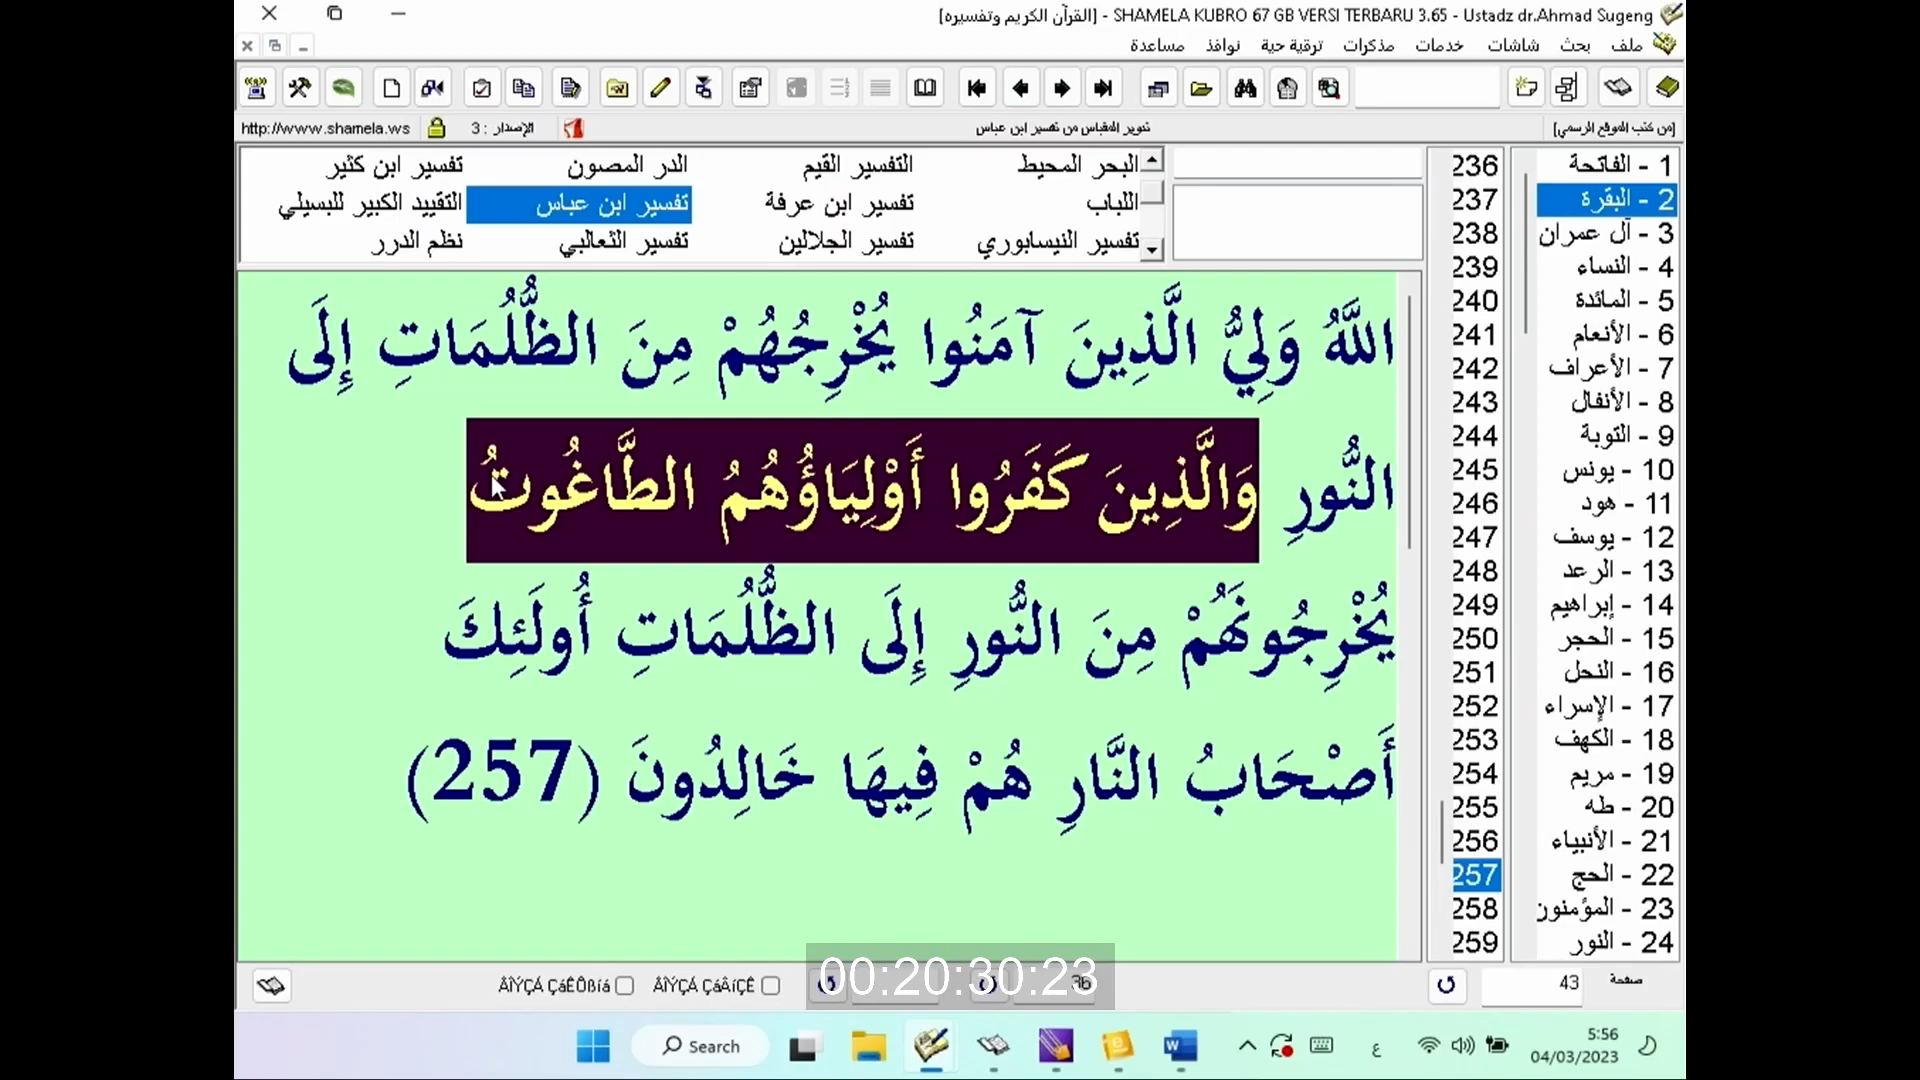 [القرآن الكريم وتفسيره] - SHAMELA KUBRO 67 GB VERSI TERBARU 3.65 - Ustadz dr.Ahmad Sugeng
ملف بحث شاشات خدمات مذكرات ترقية حية نوافذ مساعدة
[من كتب الموقع الرسمي] تنوير المقباس من تفسير ابن عباس الإصدار : 3 http://www.shamela.ws
البحر المحيط التفسير القيم الدر المصون تفسير ابن كثير
اللباب تفسير ابن عرفة تفسير ابن عباس التقييد الكبير للبسيلي
تفسير النيسابوري تفسير الجلالين تفسير الثعالبي نظم الدرر
اللَّهُ وَلِيُّ الَّذِينَ آمَنُوا يُخْرِجُهُمْ مِنَ الظُّلُمَاتِ إِلَى
النُّورِ وَالَّذِينَ كَفَرُوا أَوْلِيَاؤُهُمُ الطَّاغُوتُ
يُخْرِجُونَهُمْ مِنَ النُّورِ إِلَى الظُّلُمَاتِ أُولَئِكَ
أَصْحَابُ النَّارِ هُمْ فِيهَا خَالِدُونَ (257)
1 - الفاتحة
2 - البقرة
3 - آل عمران
4 - النساء
5 - المائدة
6 - الأنعام
7 - الأعراف
8 - الأنفال
9 - التوبة
10 - يونس
11 - هود
12 - يوسف
13 - الرعد
14 - إبراهيم
15 - الحجر
16 - النحل
17 - الإسراء
18 - الكهف
19 - مريم
20 - طه
21 - الأنبياء
22 - الحج
23 - المؤمنون
24 - النور
236
237
238
239
240
241
242
243
244
245
246
247
248
249
250
251
252
253
254
255
256
257
258
259
صفحة 43
36
ÅÎÝÇÁ ÇáÂíÇÊ
ÅÎÝÇÁ ÇáÊÔßíá
00:20:30:23
Search
ع
5:56
04/03/2023